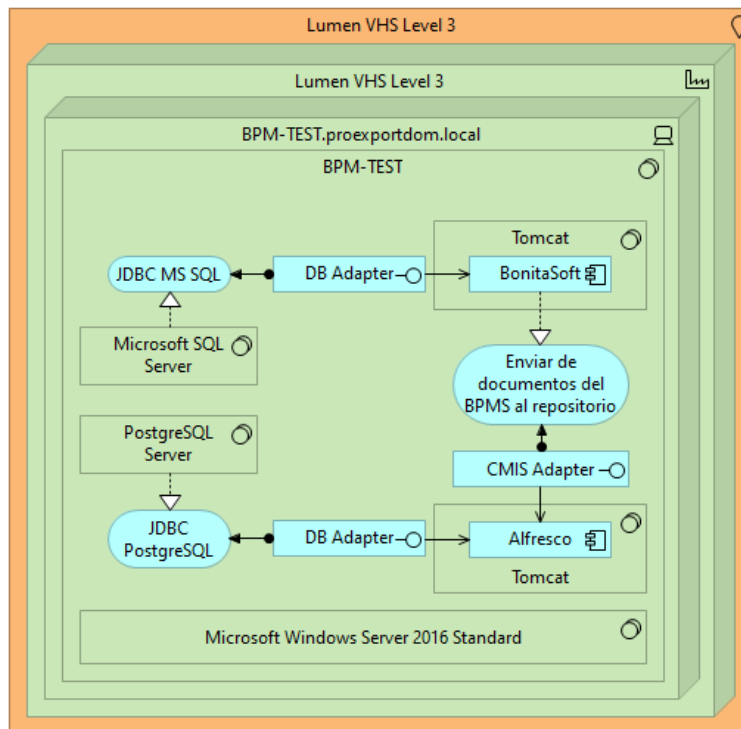 Lumen VHS Level 3
Lumen VHS Level 3
BPM-TEST.proexportdom.local
BPM-TEST
Tomcat
JDBC MS SQL
DB Adapter
BonitaSoft
Microsoft SQL
Server
Enviar de
documentos del
BPMS al repositorio
PostgreSQL
Server
CMIS Adapter
JDBC
PostgreSQL
DB Adapter
Alfresco
Tomcat
Microsoft Windows Server 2016 Standard